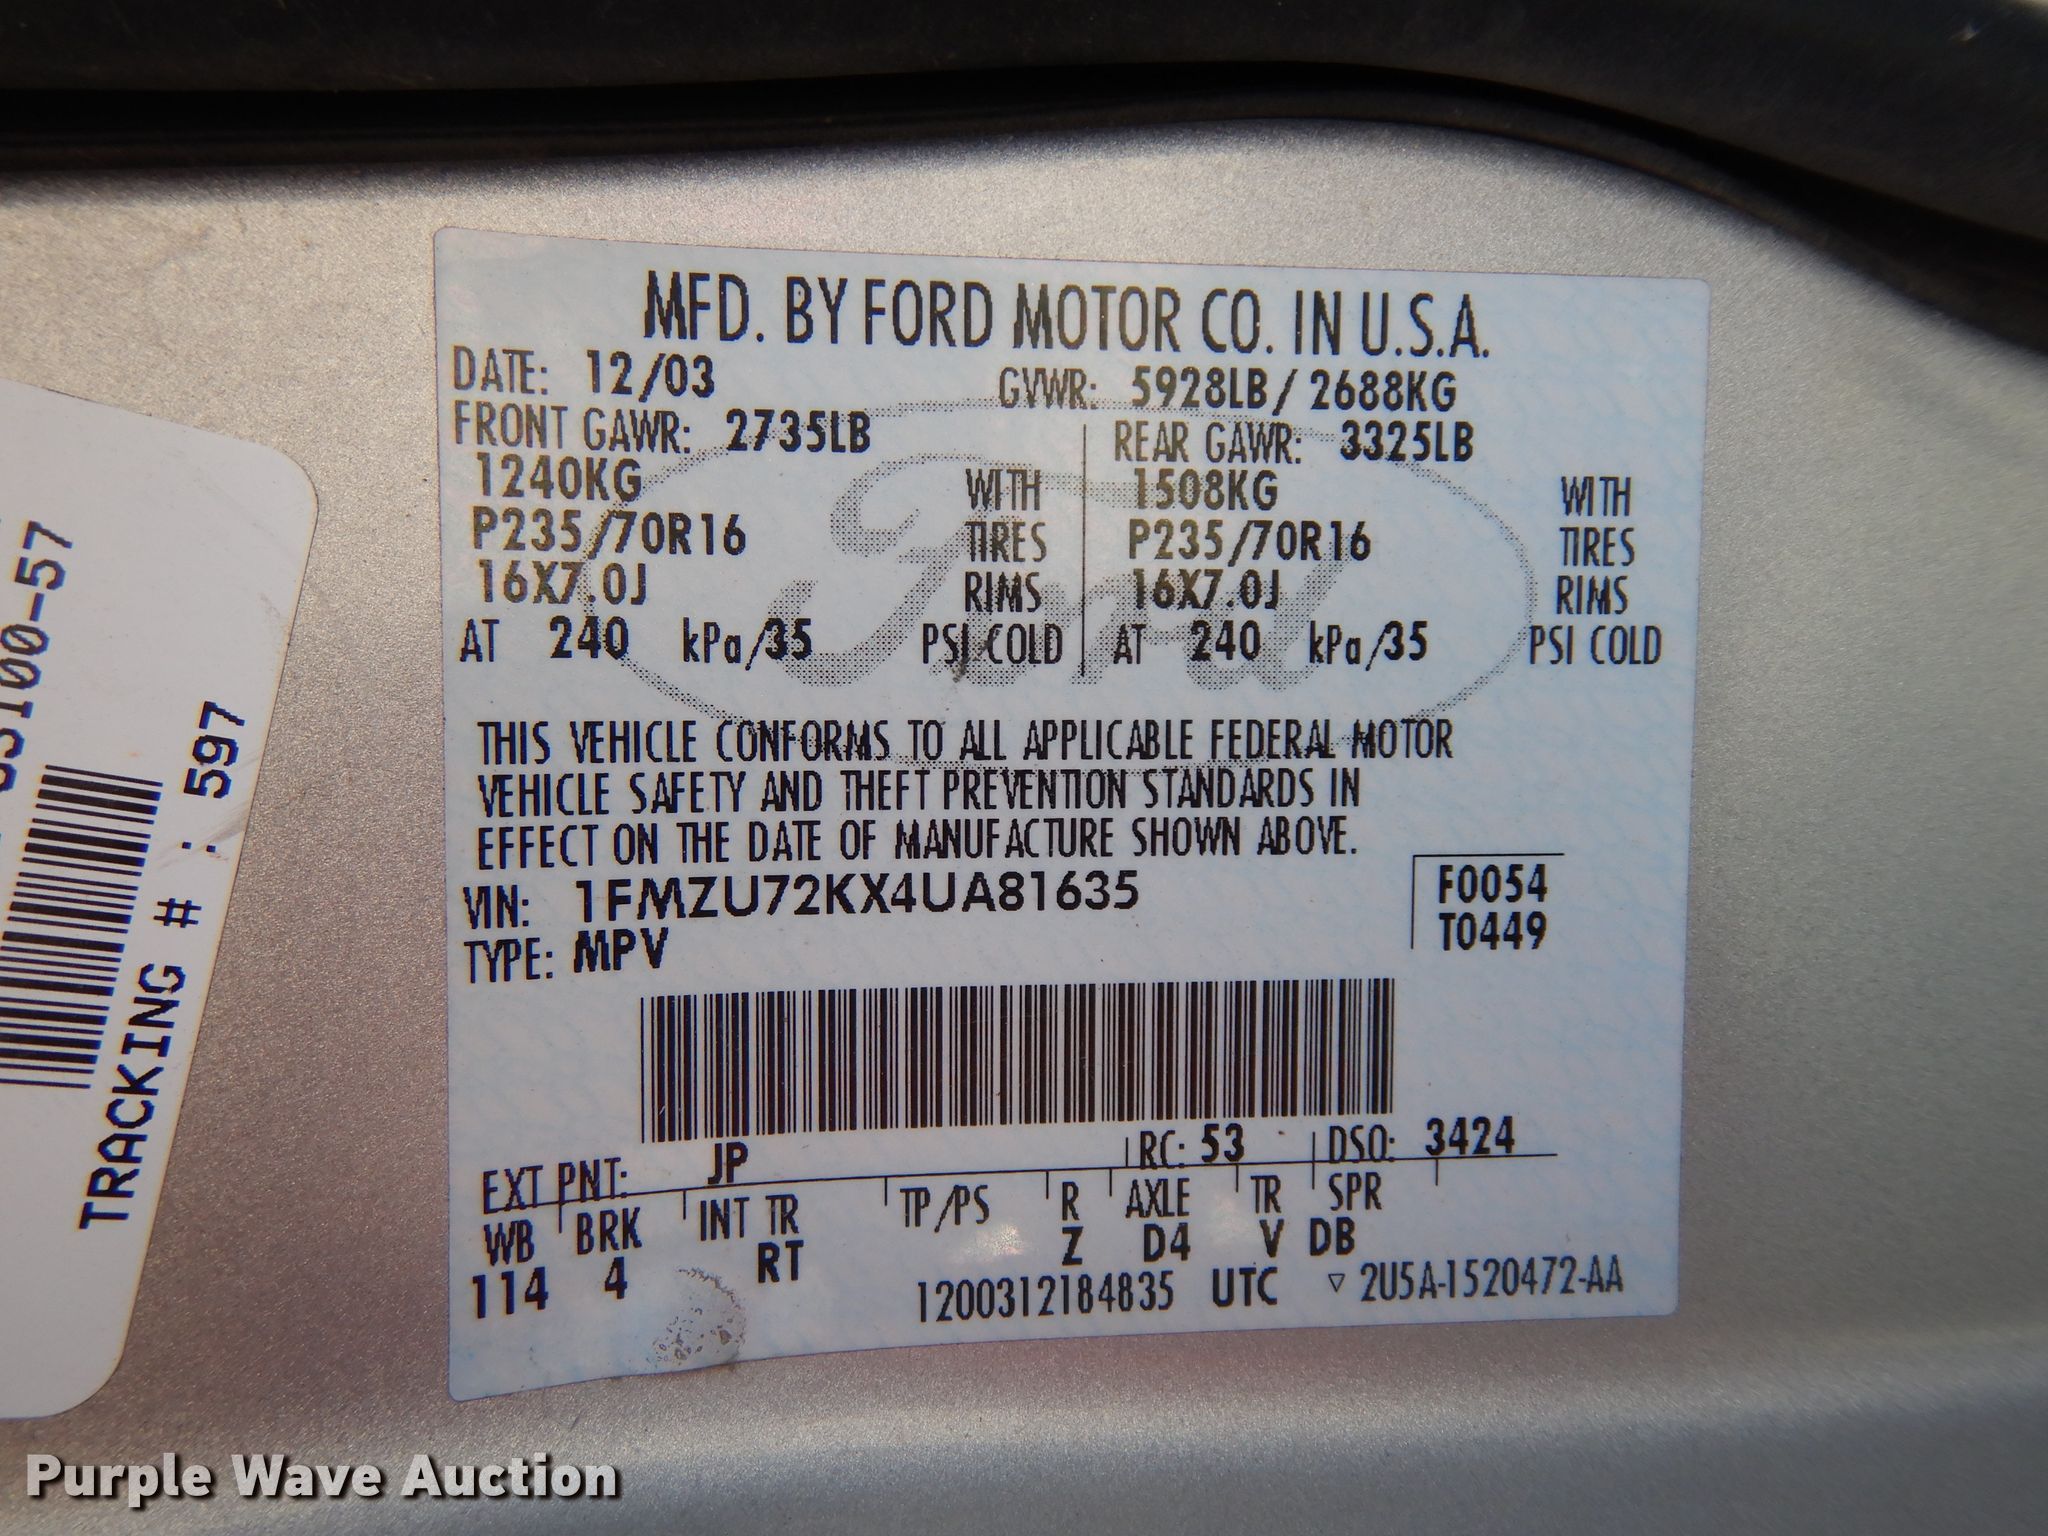 MFD. BY FORD MOTOR CO. IN U.S.A.
DATE: 12/03 GVWR: 5928LB / 2688KG
FRONT GAWR: 2735LB REAR GAWR: 3325LB
1240KG WITH 1508KG WITH
P235/70R16 TIRES P235/70R16 TIRES
16X7.0J RIMS 16X7.0J RIMS
AT 240 kPa/35 PSI COLD AT 240 kPa/35 PSI COLD
Ford
THIS VEHICLE CONFORMS TO ALL APPLICABLE FEDERAL MOTOR
VEHICLE SAFETY AND THEFT PREVENTION STANDARDS IN
EFFECT ON THE DATE OF MANUFACTURE SHOWN ABOVE.
VIN: 1FMZU72KX4UA81635 F0054
TYPE: MPV T0449
EXT PNT: JP RC: 53 DSO: 3424
WB BRK INT TR TP/PS R AXLE TR SPR
114 4 RT Z D4 V DB
1200312184835 UTC ▽ 2U5A-1520472-AA
TRACKING # : 597
Purple Wave Auction